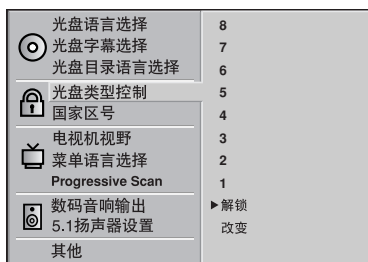 光盘语言选择
光盘字幕选择
光盘目录语言选择
光盘类型控制
国家区号
电视机视野
菜单语言选择
Progressive Scan
数码音响输出
5.1扬声器设置
其他
8
7
6
5
4
3
2
1
▶解锁
改变